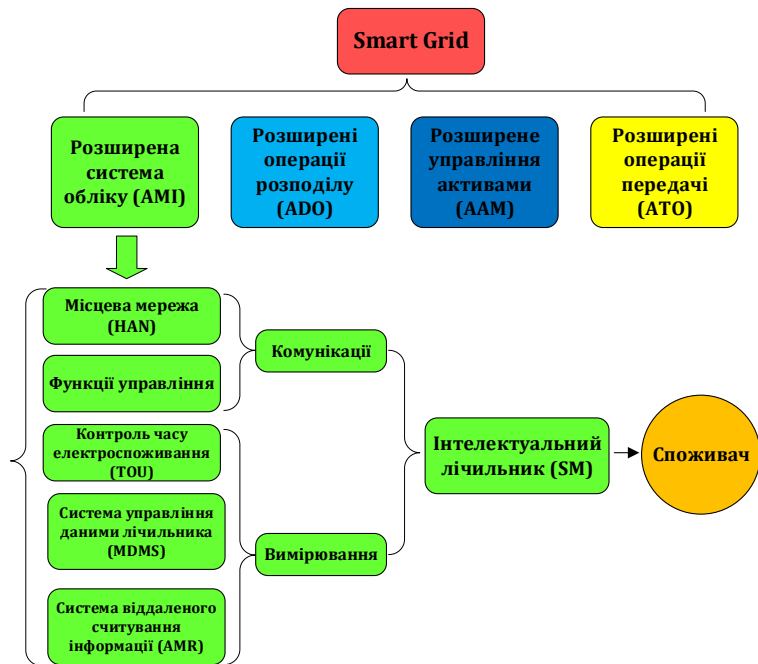 Smart Grid
Розширена
система
обліку (AMI)
Розширені
операції
розподілу
(ADO)
Розширене
управління
активами
(AAM)
Розширені
операції
передачі
(ATO)
Місцева мережа
(HAN)
Функції управління
Контроль часу
електроспоживання
(TOU)
Система управління
даними лічильника
(MDMS)
Система віддаленого
считування
інформації (AMR)
Комунікації
Вимірювання
Інтелектуальний
лічильник (SM)
Споживач